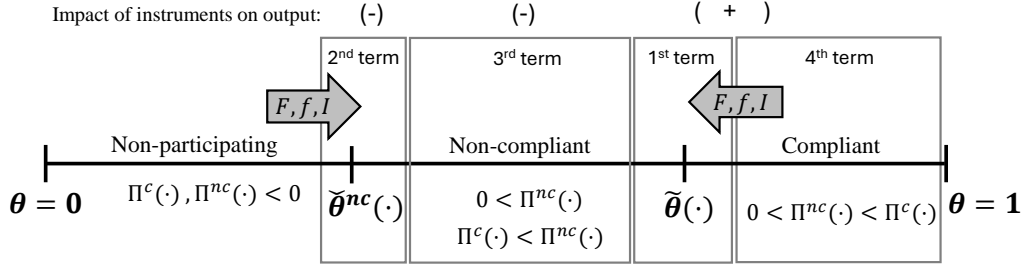 Impact of instruments on output: (-) (-) ( + )
2nd term 3rd term 1st term 4th term
F, f, I F, f, I
Non-participating Non-compliant Compliant
θ = 0 Π^c(·) , Π^nc(·) < 0 θ̆^nc(·) 0 < Π^nc(·) θ̃(·) 0 < Π^nc(·) < Π^c(·) θ = 1
Π^c(·) < Π^nc(·)